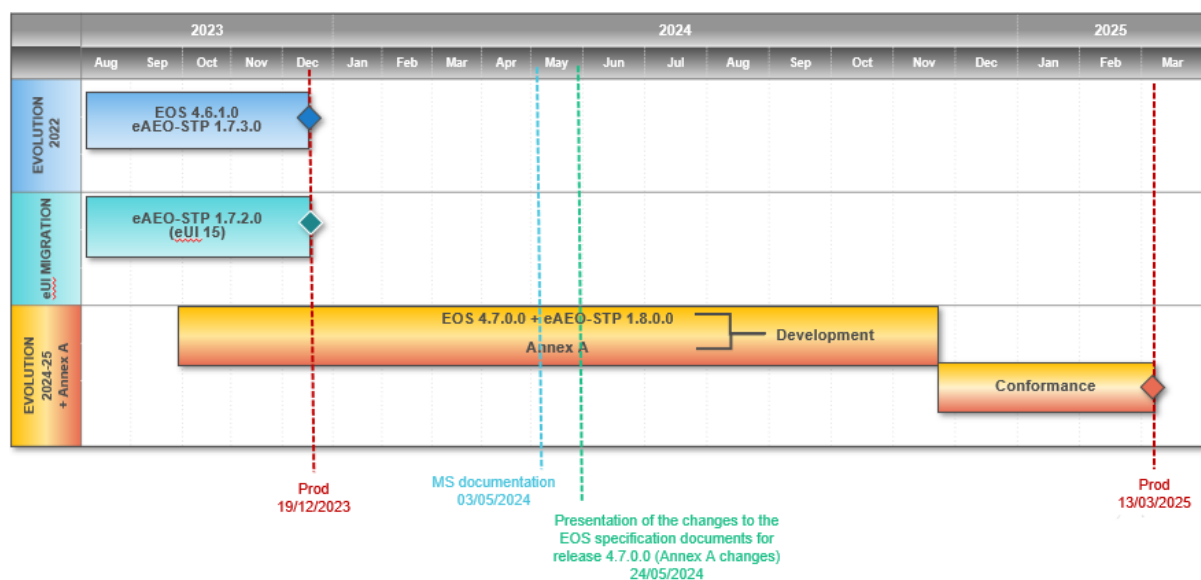 2023
2024
2025
Aug Sep Oct Nov Dec Jan Feb Mar Apr May Jun Jul Aug Sep Oct Nov Dec Jan Feb Mar
EVOLUTION
2022
EOS 4.6.1.0
eAEO-STP 1.7.3.0
eUI MIGRATION
eAEO-STP 1.7.2.0
(eUI 15)
EVOLUTION
2024-25
+ Annex A
EOS 4.7.0.0 + eAEO-STP 1.8.0.0
Annex A
Development
Conformance
Prod
19/12/2023
MS documentation
03/05/2024
Presentation of the changes to the
EOS specification documents for
release 4.7.0.0 (Annex A changes)
24/05/2024
Prod
13/03/2025